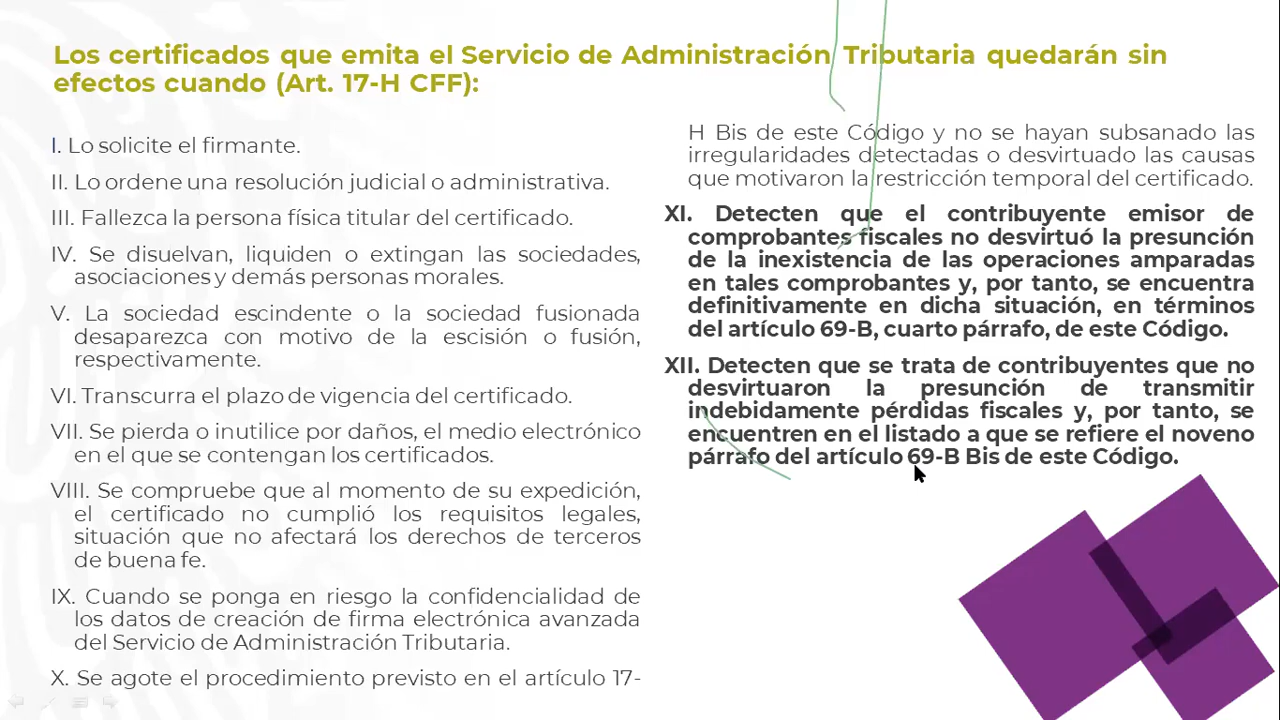 Los certificados que emita el Servicio de Administración Tributaria quedarán sin
efectos cuando (Art. 17-H CFF):
I. Lo solicite el firmante.
II. Lo ordene una resolución judicial o administrativa.
III. Fallezca la persona física titular del certificado.
IV. Se disuelvan, liquiden o extingan las sociedades,
asociaciones y demás personas morales.
V. La sociedad escindente o la sociedad fusionada
desaparezca con motivo de la escisión o fusión,
respectivamente.
VI. Transcurra el plazo de vigencia del certificado.
VII. Se pierda o inutilice por daños, el medio electrónico
en el que se contengan los certificados.
VIII. Se compruebe que al momento de su expedición,
el certificado no cumplió los requisitos legales,
situación que no afectará los derechos de terceros
de buena fe.
IX. Cuando se ponga en riesgo la confidencialidad de
los datos de creación de firma electrónica avanzada
del Servicio de Administración Tributaria.
X. Se agote el procedimiento previsto en el artículo 17-
H Bis de este Código y no se hayan subsanado las
irregularidades detectadas o desvirtuado las causas
que motivaron la restricción temporal del certificado.
XI. Detecten que el contribuyente emisor de
comprobantes fiscales no desvirtuó la presunción
de la inexistencia de las operaciones amparadas
en tales comprobantes y, por tanto, se encuentra
definitivamente en dicha situación, en términos
del artículo 69-B, cuarto párrafo, de este Código.
XII. Detecten que se trata de contribuyentes que no
desvirtuaron la presunción de transmitir
indebidamente pérdidas fiscales y, por tanto, se
encuentren en el listado a que se refiere el noveno
párrafo del artículo 69-B Bis de este Código.